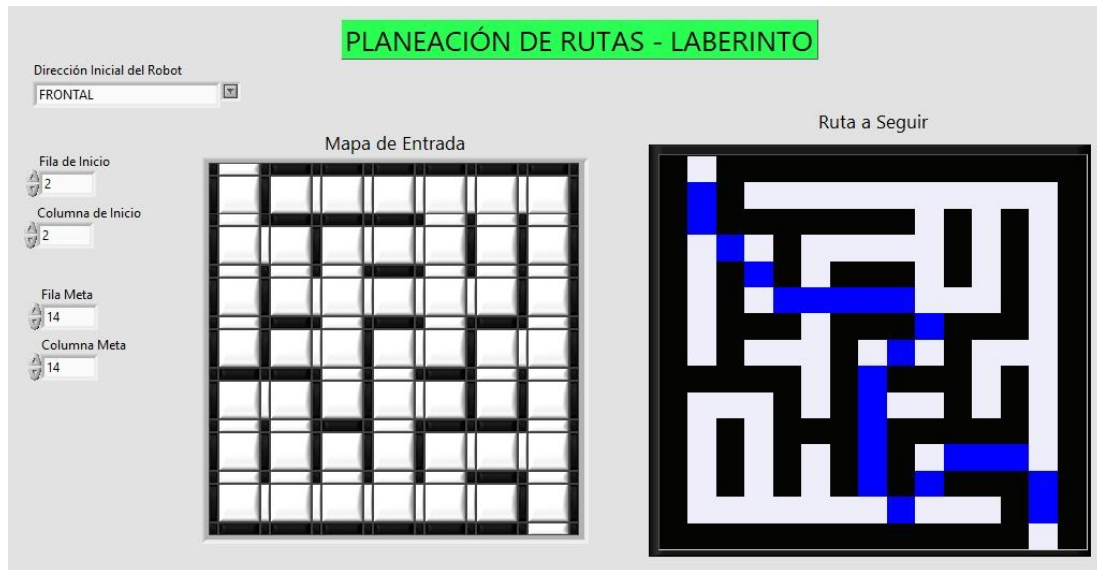 PLANEACIÓN DE RUTAS - LABERINTO
Dirección Inicial del Robot
FRONTAL
Ruta a Seguir
Mapa de Entrada
Fila de Inicio
2
Columna de Inicio
2
Fila Meta
14
Columna Meta
14